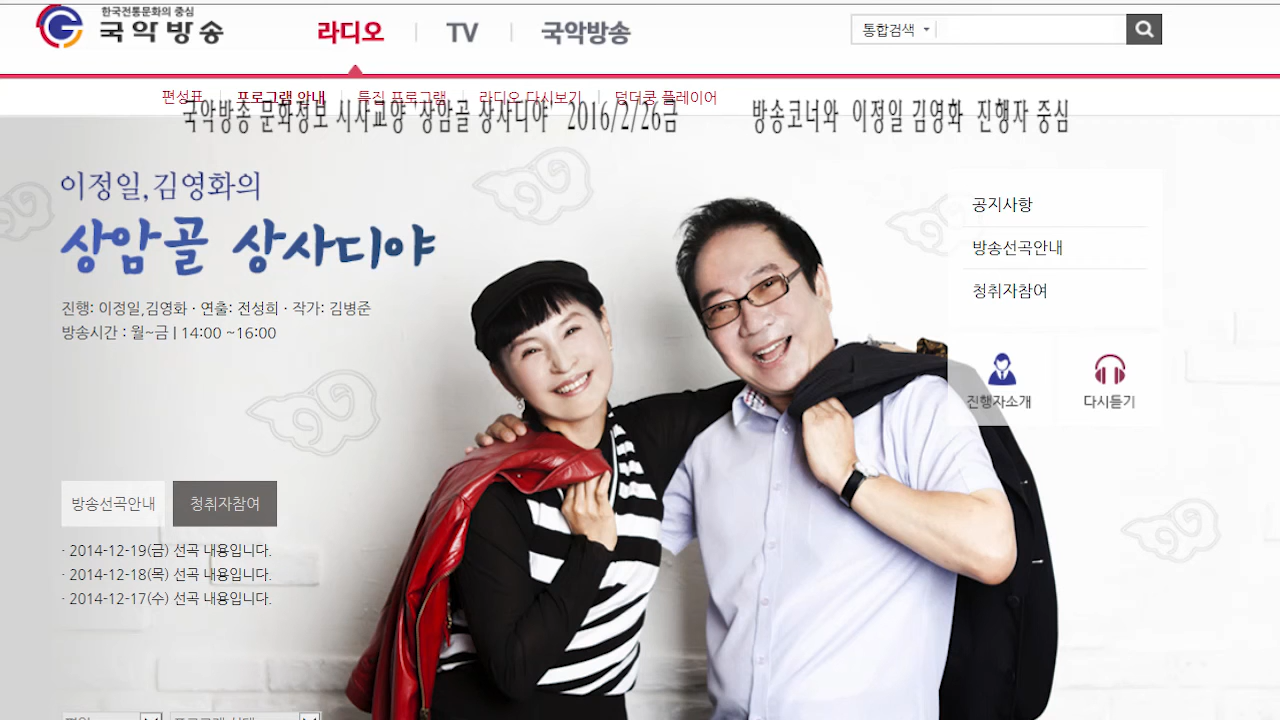 한국전통문화의 중심
국악방송
라디오 | TV | 국악방송
통합검색
편성표 | 프로그램 안내 | 특집 프로그램 | 라디오 다시보기 | 덩더쿵 플레이어
국악방송 문화정보 시사교양 상암골 상사디야 2016/2/26금 방송코너와 이정일 김영화 진행자 중심
이정일,김영화의
상암골 상사디야
진행: 이정일,김영화 · 연출: 전성희 · 작가: 김병준
방송시간 : 월~금 | 14:00 ~16:00
공지사항
방송선곡안내
청취자참여
진행자소개 다시듣기
방송선곡안내 청취자참여
· 2014-12-19(금) 선곡 내용입니다.
· 2014-12-18(목) 선곡 내용입니다.
· 2014-12-17(수) 선곡 내용입니다.